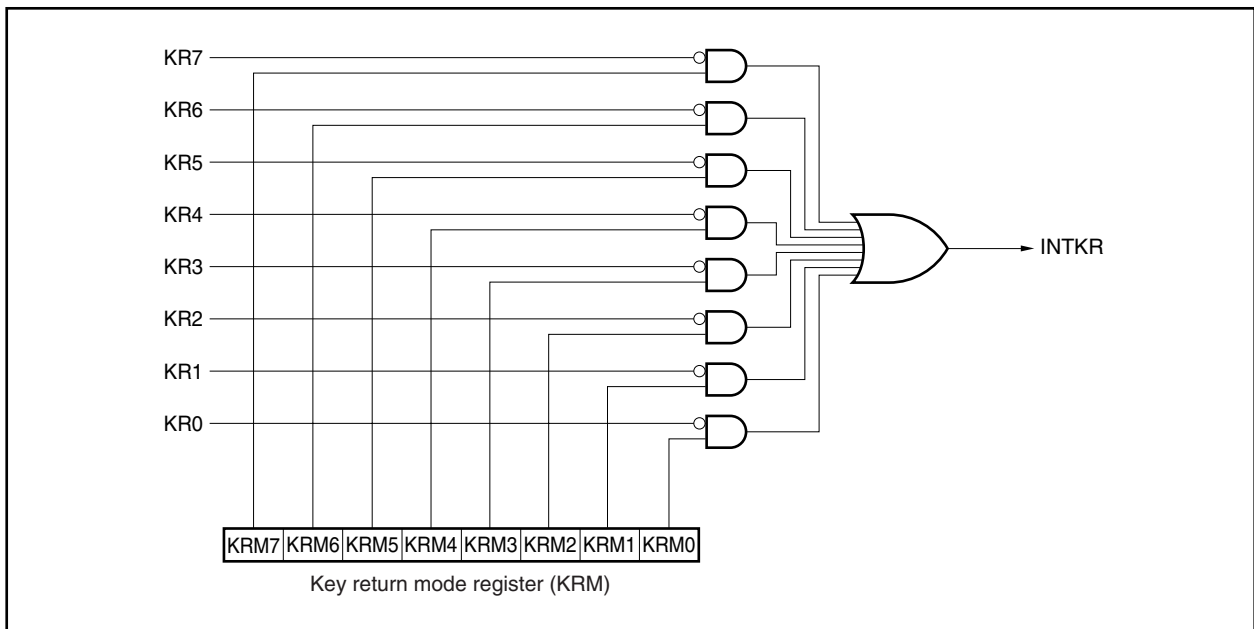 KR7
KR6
KR5
KR4
KR3
KR2
KR1
KR0
INTKR
KRM7 KRM6 KRM5 KRM4 KRM3 KRM2 KRM1 KRM0
Key return mode register (KRM)